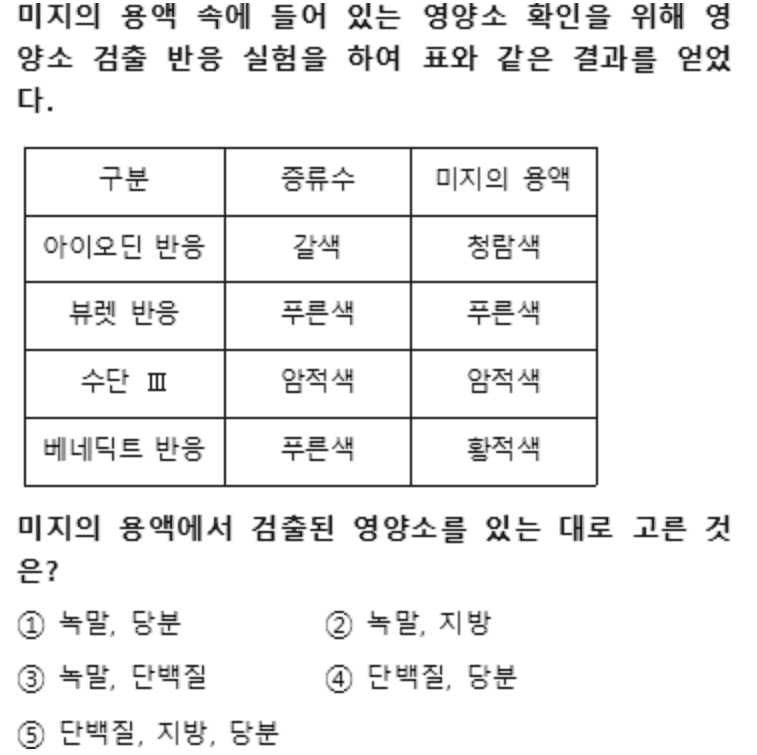 미지의 용액 속에 들어 있는 영양소 확인을 위해 영
양소 검출 반응 실험을 하여 표와 같은 결과를 얻었
다.
구분 증류수 미지의 용액
아이오딘 반응 갈색 청람색
뷰렛 반응 푸른색 푸른색
수단 Ⅲ 암적색 암적색
베네딕트 반응 푸른색 황적색
미지의 용액에서 검출된 영양소를 있는 대로 고른 것
은?
① 녹말, 당분 ② 녹말, 지방
③ 녹말, 단백질 ④ 단백질, 당분
⑤ 단백질, 지방, 당분